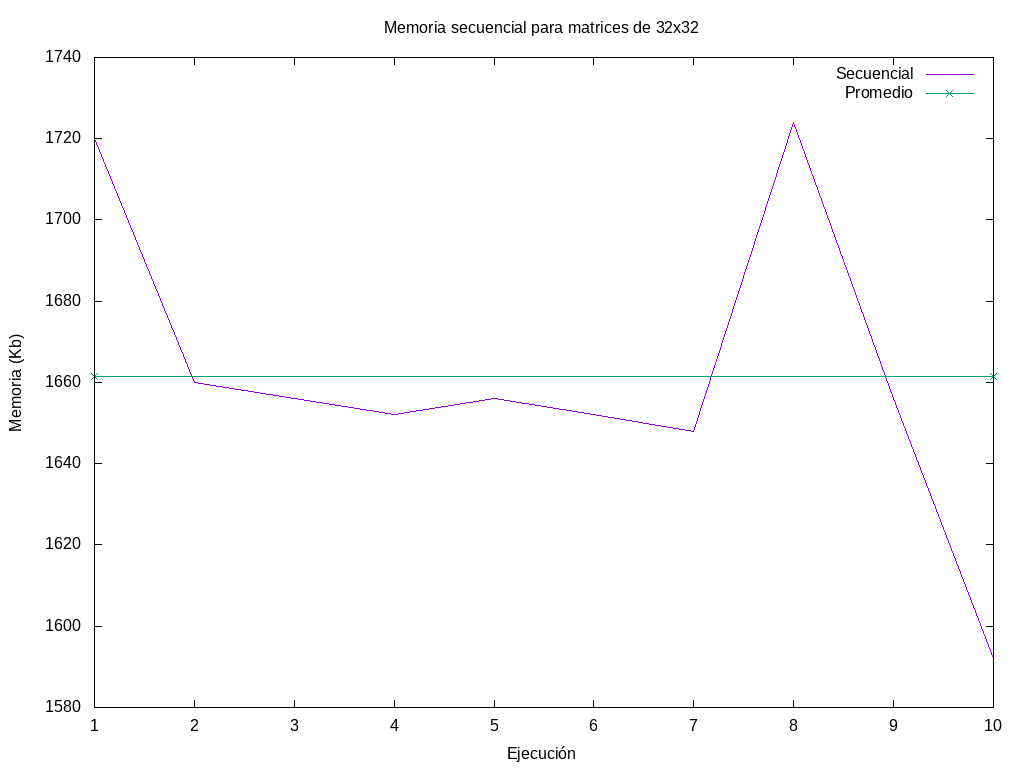 Memoria secuencial para matrices de 32x32
Secuencial
Promedio
1740
1720
1700
1680
1660
1640
1620
1600
1580
Memoria (Kb)
1 2 3 4 5 6 7 8 9 10
Ejecución